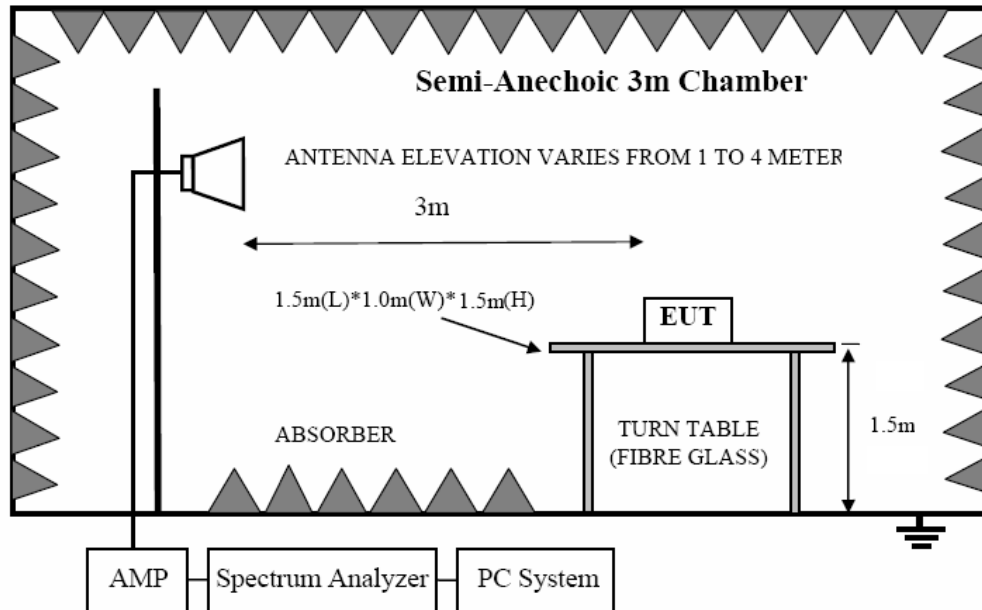 Semi-Anechoic 3m Chamber
ANTENNA ELEVATION VARIES FROM 1 TO 4 METER
3m
1.5m(L)*1.0m(W)*1.5m(H)
EUT
ABSORBER
TURN TABLE
(FIBRE GLASS)
1.5m
AMP
Spectrum Analyzer
PC System